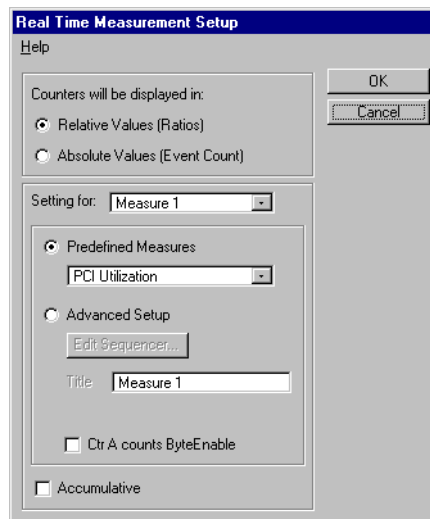 Real Time Measurement Setup
Help
Counters will be displayed in:
Relative Values (Ratios)
Absolute Values (Event Count)
OK
Cancel
Setting for: Measure 1
Predefined Measures
PCI Utilization
Advanced Setup
Edit Sequencer...
Title Measure 1
Ctr A counts ByteEnable
Accumulative